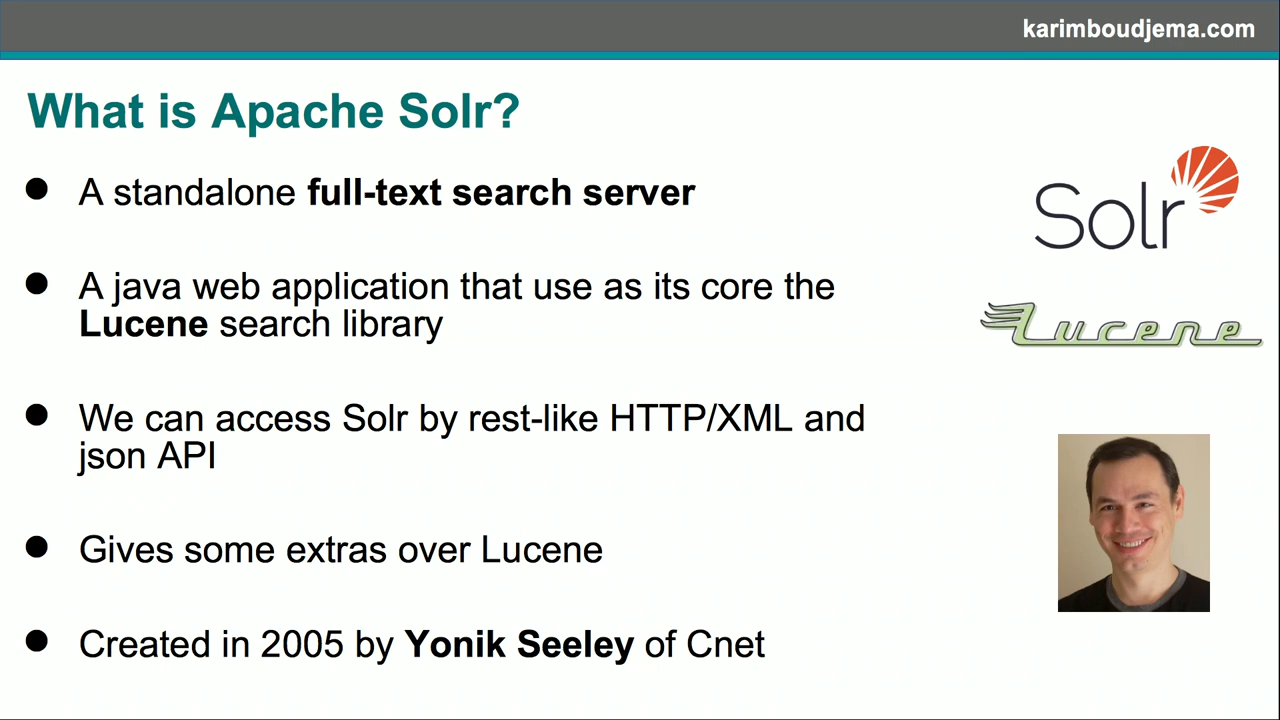 karimboudjema.com
What is Apache Solr?
● A standalone full-text search server
Solr
● A java web application that use as its core the
Lucene search library
Lucene
● We can access Solr by rest-like HTTP/XML and
json API
● Gives some extras over Lucene
● Created in 2005 by Yonik Seeley of Cnet